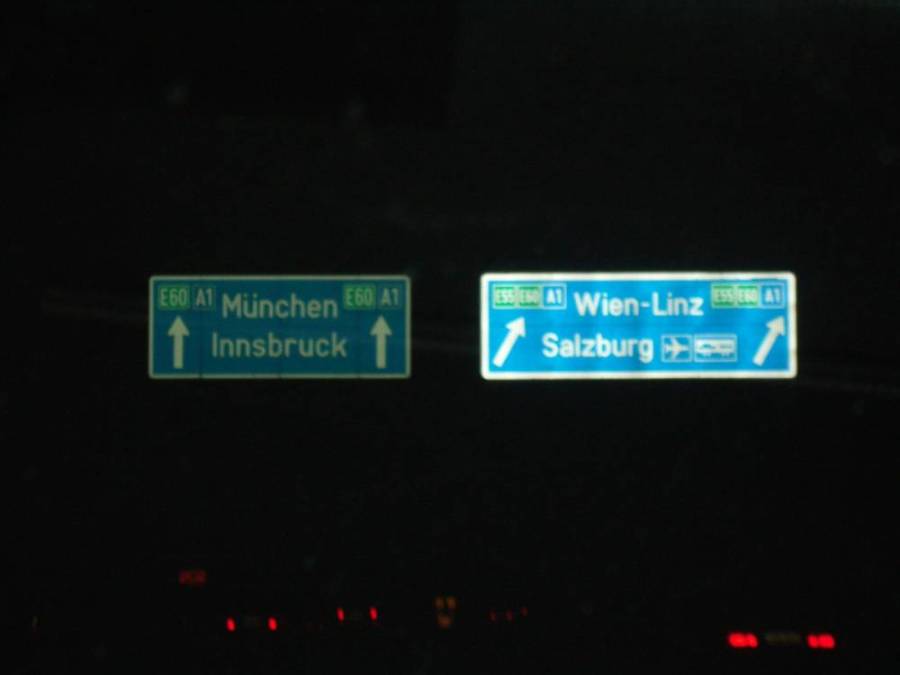 E60 A1 München E60 A1
Innsbruck
E55 E60 A1 Wien-Linz E55 E60 A1
Salzburg